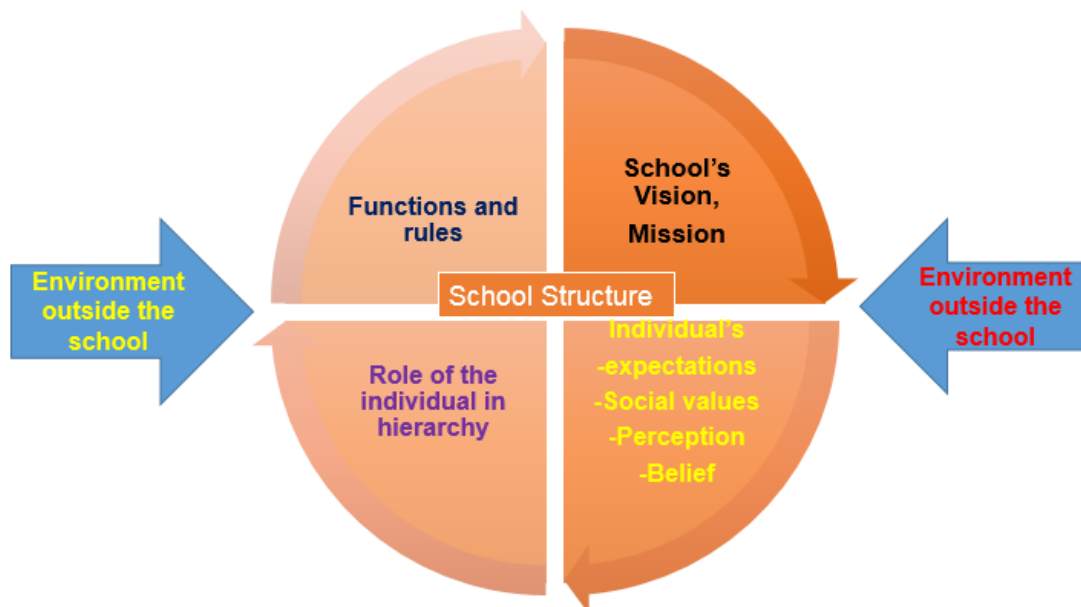 Functions and
rules
School's
Vision,
Mission
Environment
outside the
school
School Structure
Environment
outside the
school
Role of the
individual in
hierarchy
Individual's
-expectations
-Social values
-Perception
-Belief